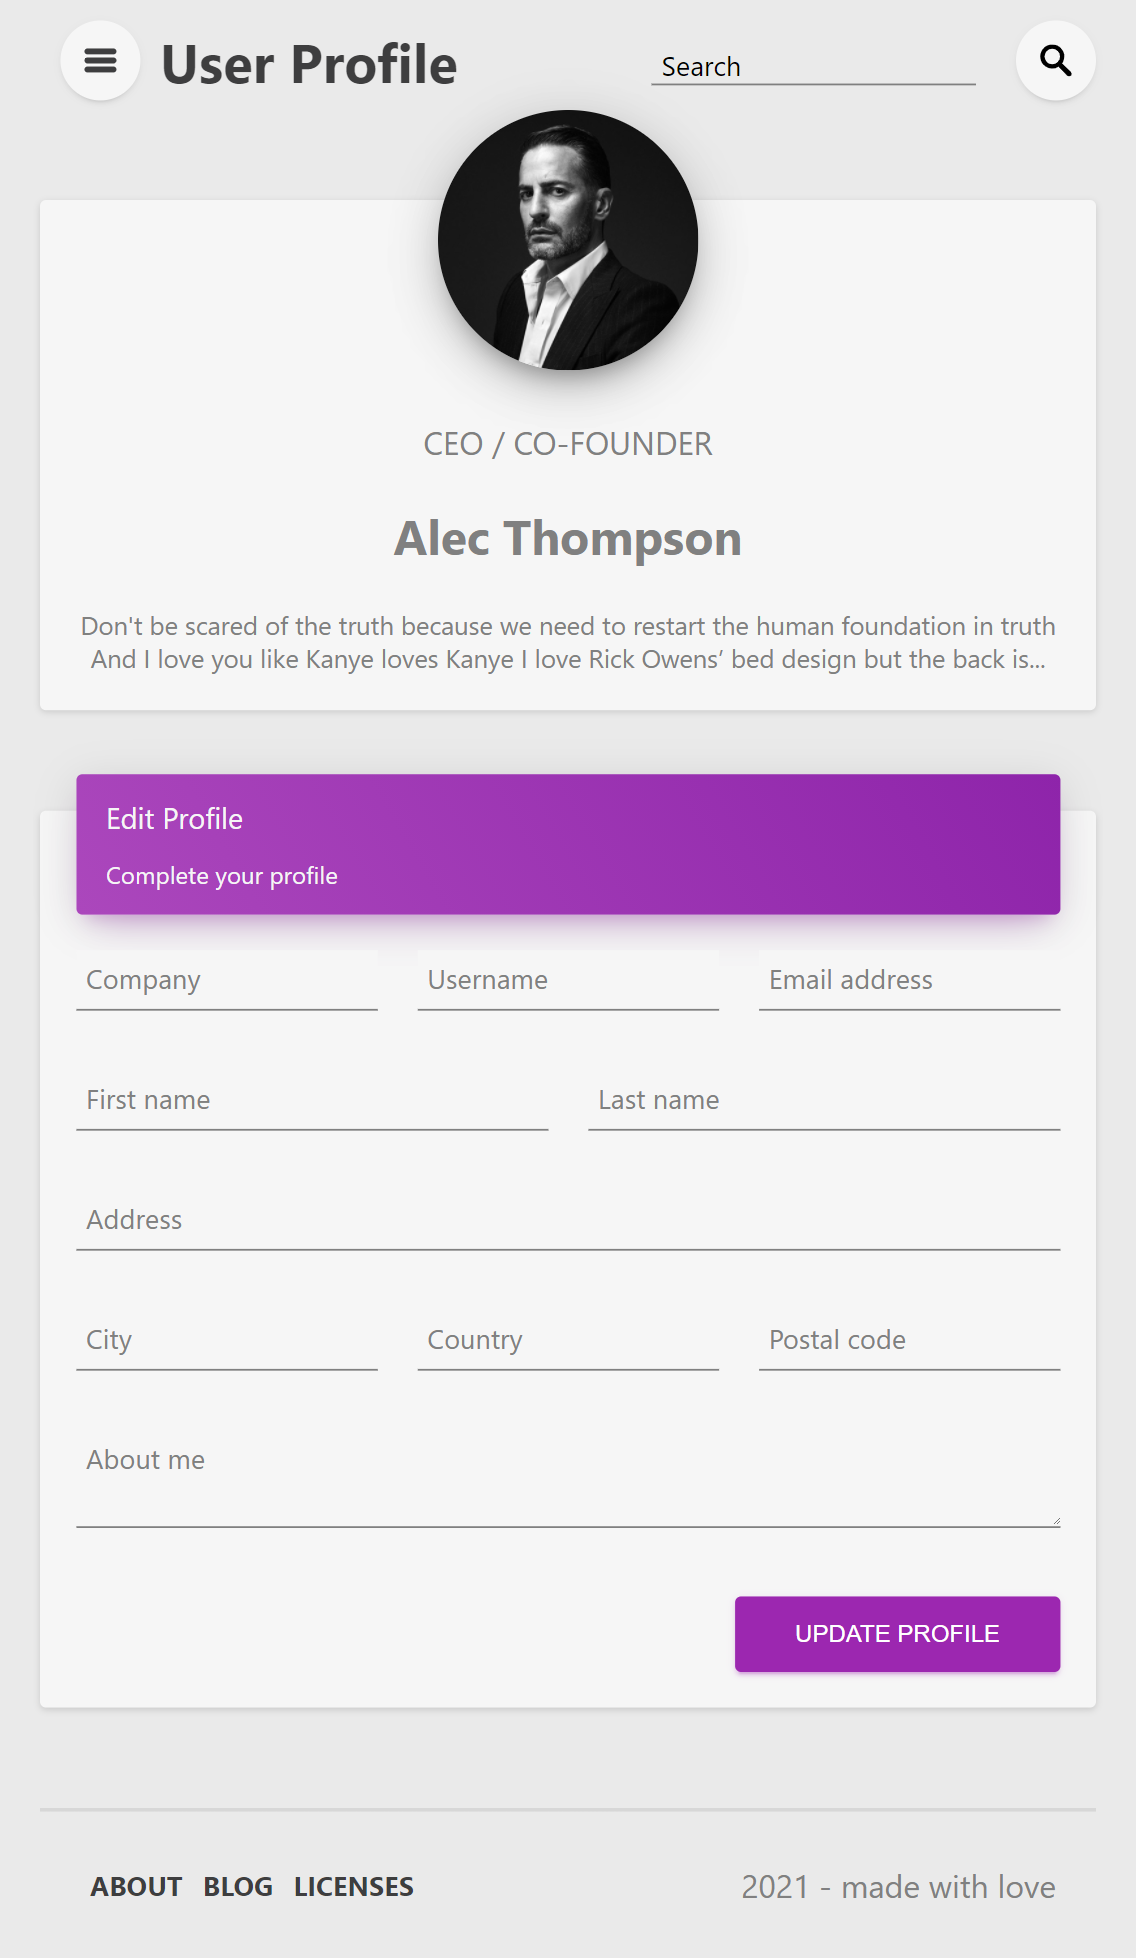 User Profile
Search
CEO / CO-FOUNDER
Alec Thompson
Don't be scared of the truth because we need to restart the human foundation in truth
And I love you like Kanye loves Kanye I love Rick Owens’ bed design but the back is...
Edit Profile
Complete your profile
Company Username Email address
First name Last name
Address
City Country Postal code
About me
UPDATE PROFILE
ABOUT BLOG LICENSES 2021 - made with love